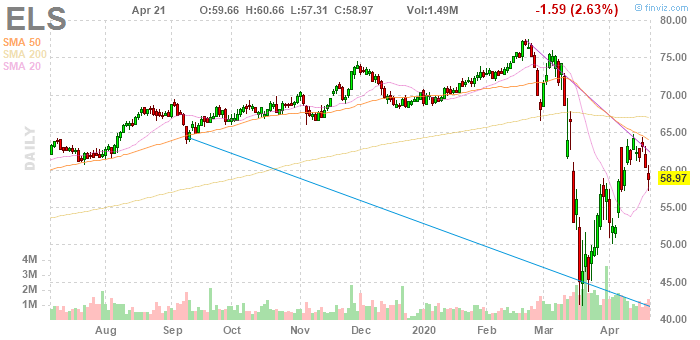 ELS Apr 21 O:59.66 H:60.66 L:57.31 C:58.97 Vol:1.49M -1.59 (2.63%) © finviz.com
SMA 50
SMA 200
SMA 20
DAILY
80.00
75.00
70.00
65.00
60.00
58.97
55.00
50.00
45.00
40.00
4M
3M
2M
1M
Aug Sep Oct Nov Dec 2020 Feb Mar Apr